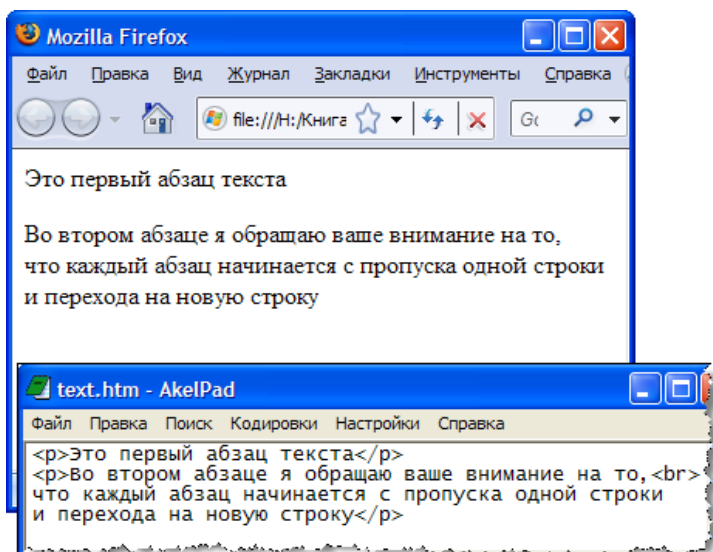 Mozilla Firefox
Файл Правка Вид Журнал Закладки Инструменты Справка
file:///H:/Книга
Это первый абзац текста
Во втором абзаце я обращаю ваше внимание на то,
что каждый абзац начинается с пропуска одной строки
и перехода на новую строку
text.htm - AkelPad
Файл Правка Поиск Кодировки Настройки Справка
<p>Это первый абзац текста</p>
<p>Во втором абзаце я обращаю ваше внимание на то,<br>
что каждый абзац начинается с пропуска одной строки
и перехода на новую строку</p>